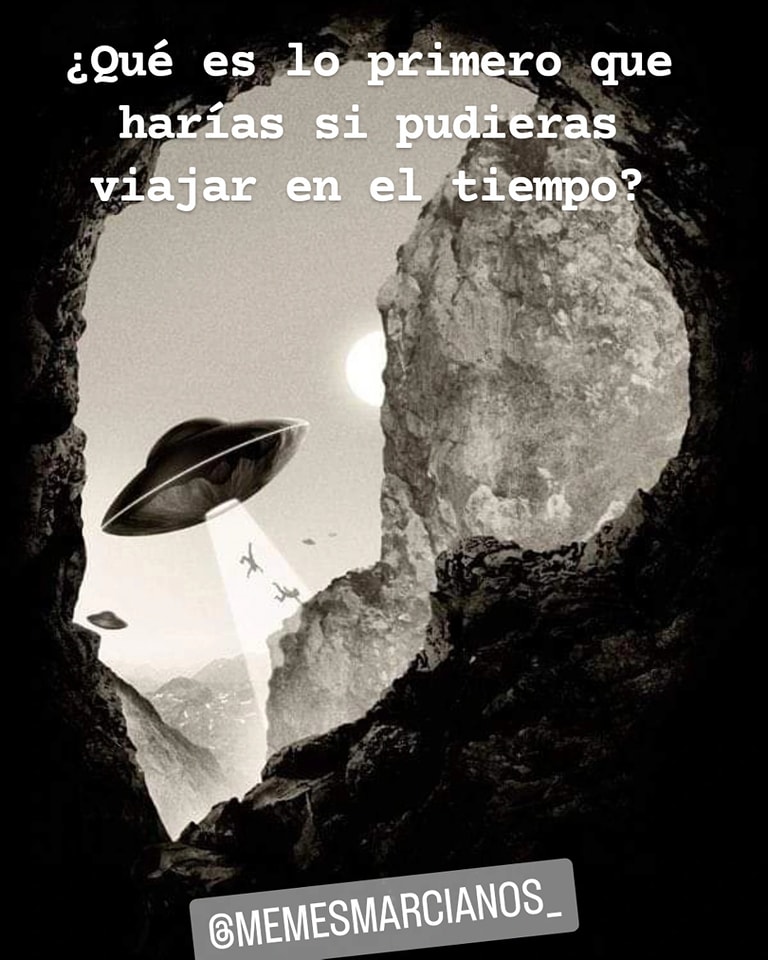 ¿Qué es lo primero que
harías si pudieras
viajar en el tiempo?
@MEMESMARCIANOS_